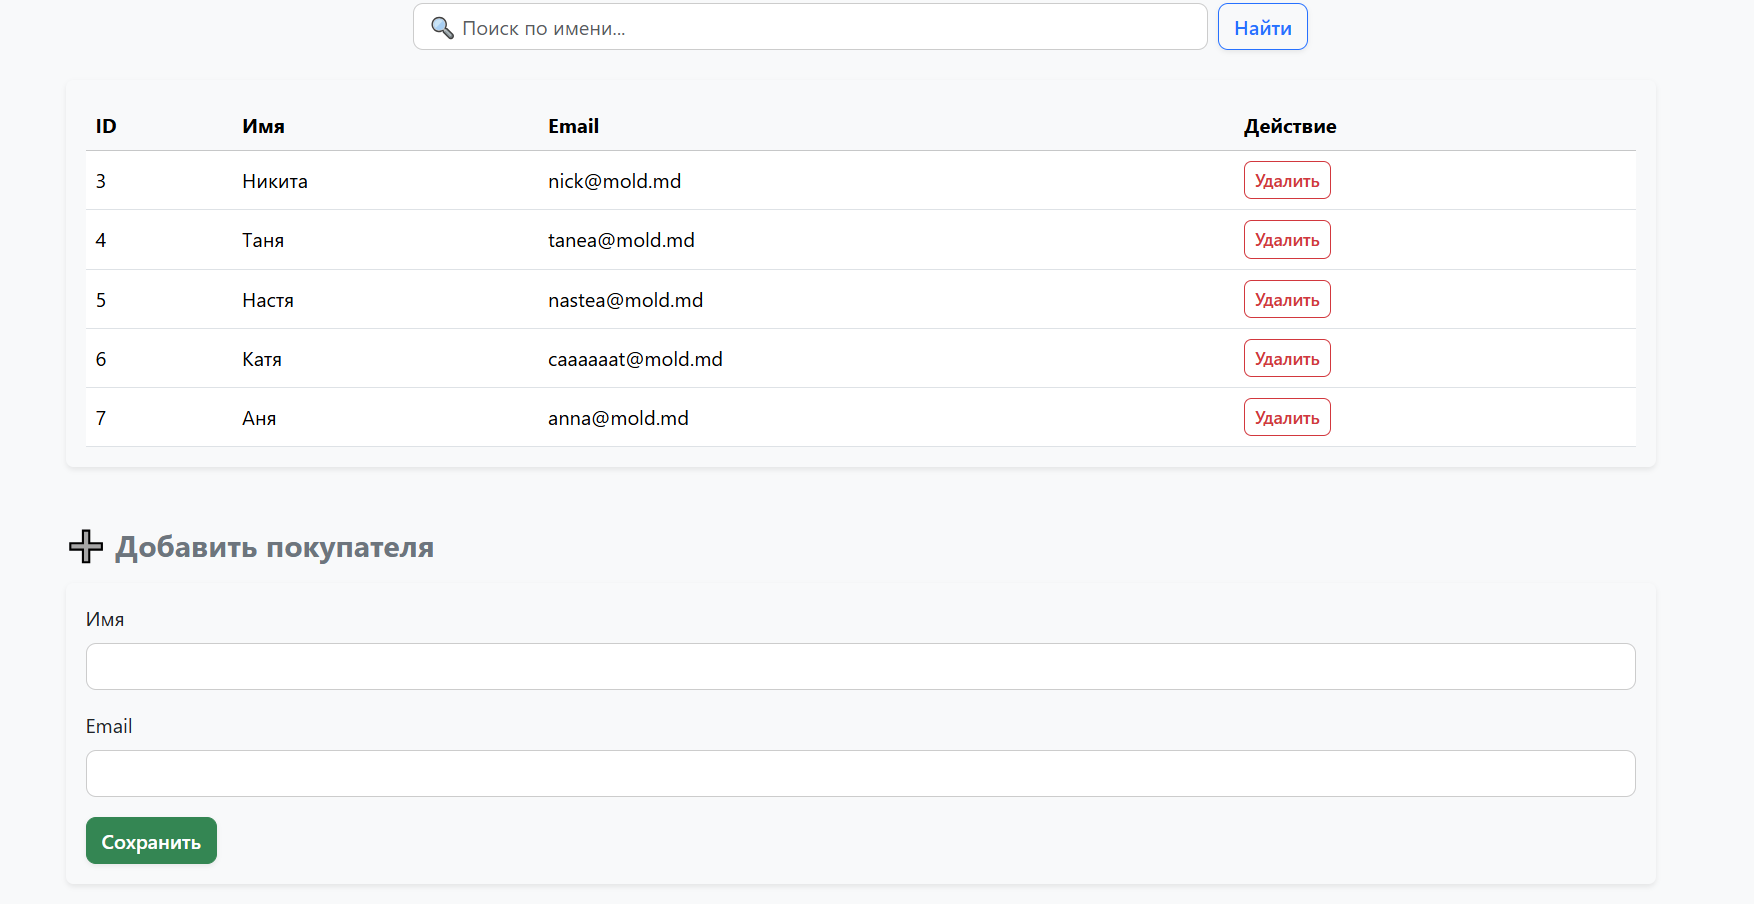 🔍 Поиск по имени... Найти
ID Имя Email Действие
3 Никита nick@mold.md Удалить
4 Таня tanea@mold.md Удалить
5 Настя nastea@mold.md Удалить
6 Катя caaaaaat@mold.md Удалить
7 Аня anna@mold.md Удалить
➕ Добавить покупателя
Имя
Email
Сохранить